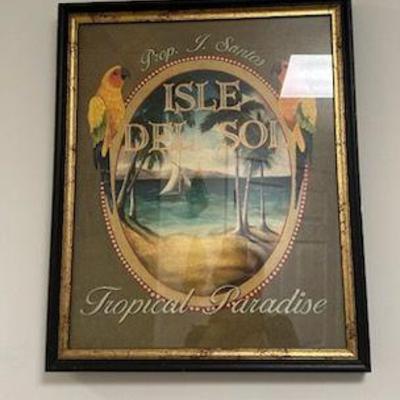 Prop. J. Santos
ISLE
DEL SOL
Tropical Paradise